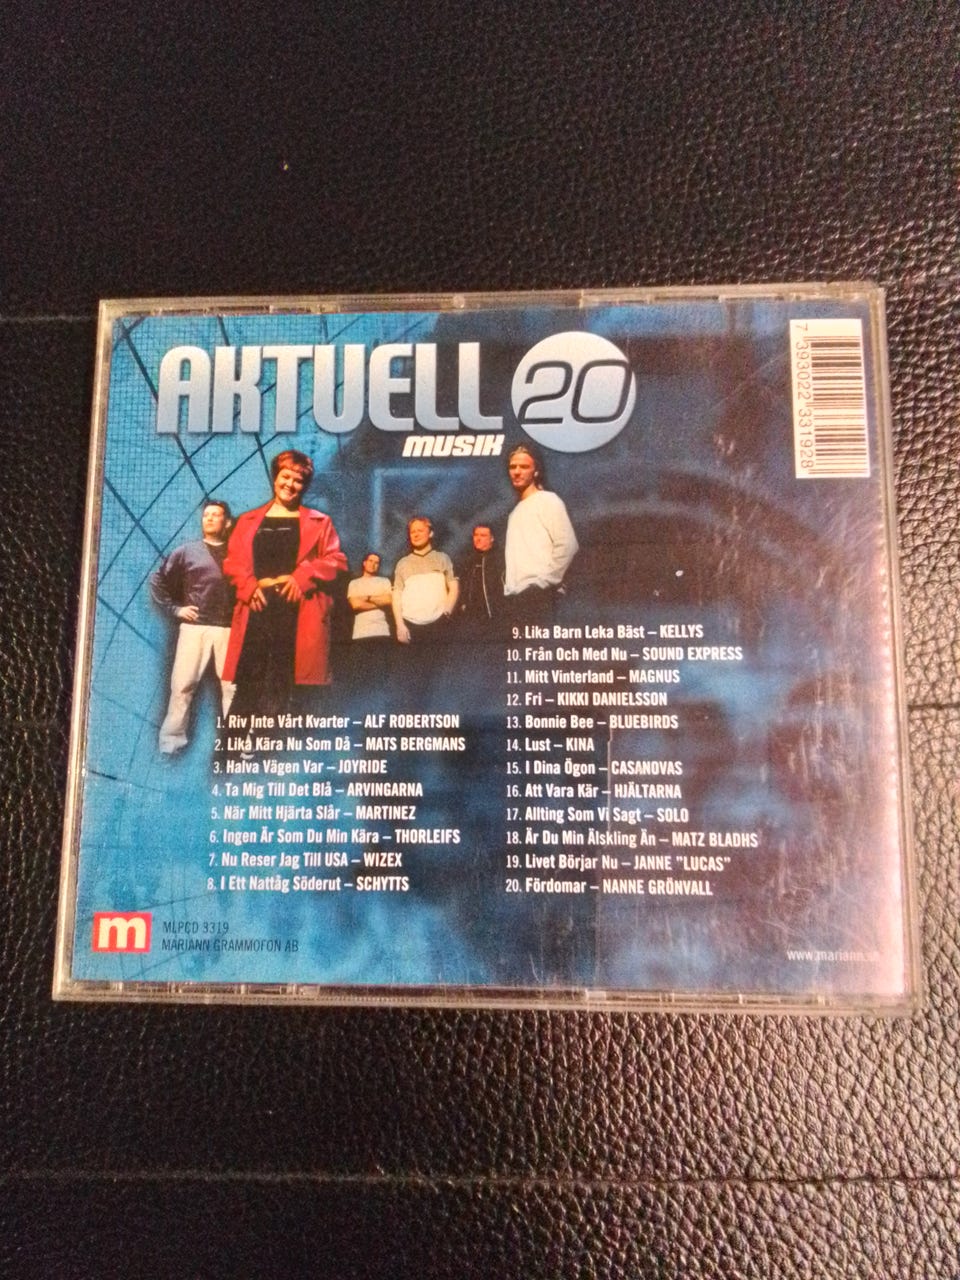 AKTUELL 20
MUSIK
7 393022 331928
1. Riv Inte Vårt Kvarter – ALF ROBERTSON
2. Lika Kära Nu Som Då – MATS BERGMANS
3. Halva Vägen Var – JOYRIDE
4. Ta Mig Till Det Blå – ARVINGARNA
5. När Mitt Hjärta Slår – MARTINEZ
6. Ingen Är Som Du Min Kära – THORLEIFS
7. Nu Reser Jag Till USA – WIZEX
8. I Ett Nattåg Söderut – SCHYTTS
9. Lika Barn Leka Bäst – KELLYS
10. Från Och Med Nu – SOUND EXPRESS
11. Mitt Vinterland – MAGNUS
12. Fri – KIKKI DANIELSSON
13. Bonnie Bee – BLUEBIRDS
14. Lust – KINA
15. I Dina Ögon – CASANOVAS
16. Att Vara Kär – HJÄLTARNA
17. Allting Som Vi Sagt – SOLO
18. Är Du Min Älskling Än – MATZ BLADHS
19. Livet Börjar Nu – JANNE "LUCAS"
20. Fördomar – NANNE GRÖNVALL
m
MLPCD 3319
MARIANN GRAMMOFON AB
www.mariann.se